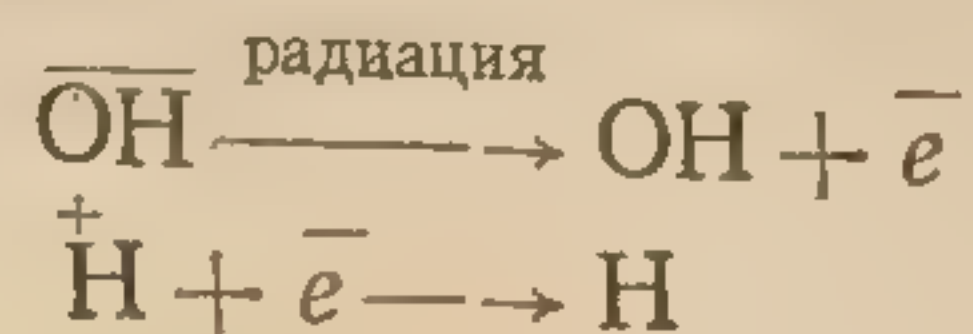 радиация
O̅H̅ ⟶ OH + e̅
H⁺ + e̅ ⟶ H